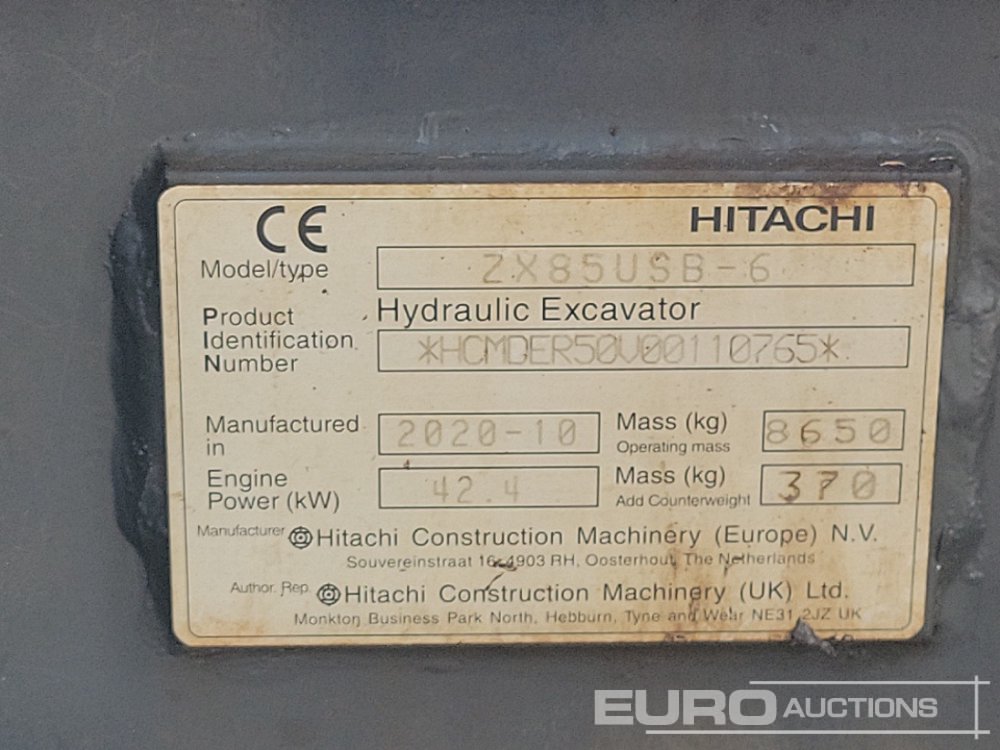 CE HITACHI
Model/type ZX85USB-6
Hydraulic Excavator
Product
Identification
Number
*HCMDER50V00110765*
Manufactured in 2020-10 Mass (kg) Operating mass 8650
Engine Power (kW) 42.4 Mass (kg) Add Counterweight 370
Manufacturer Hitachi Construction Machinery (Europe) N.V.
Souvereinstraat 16, 4903 RH, Oosterhout, The Netherlands
Author. Rep. Hitachi Construction Machinery (UK) Ltd.
Monkton Business Park North, Hebburn, Tyne and Wear NE31 2JZ UK
EURO AUCTIONS